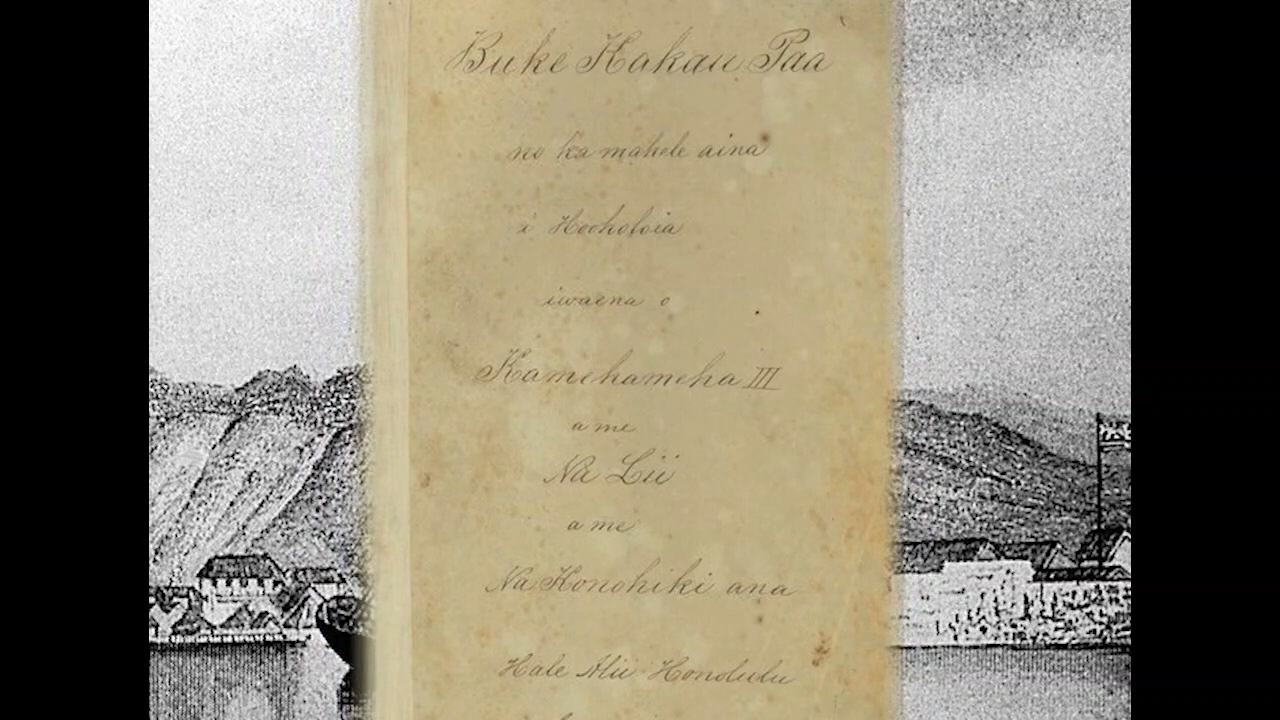 Buke Kakau Paa
no ka mahele aina
i Hooholoia
iwaena o
Kamehameha III
a me
Na Lii
a me
Na Konohiki ana
Hale Alii Honolulu